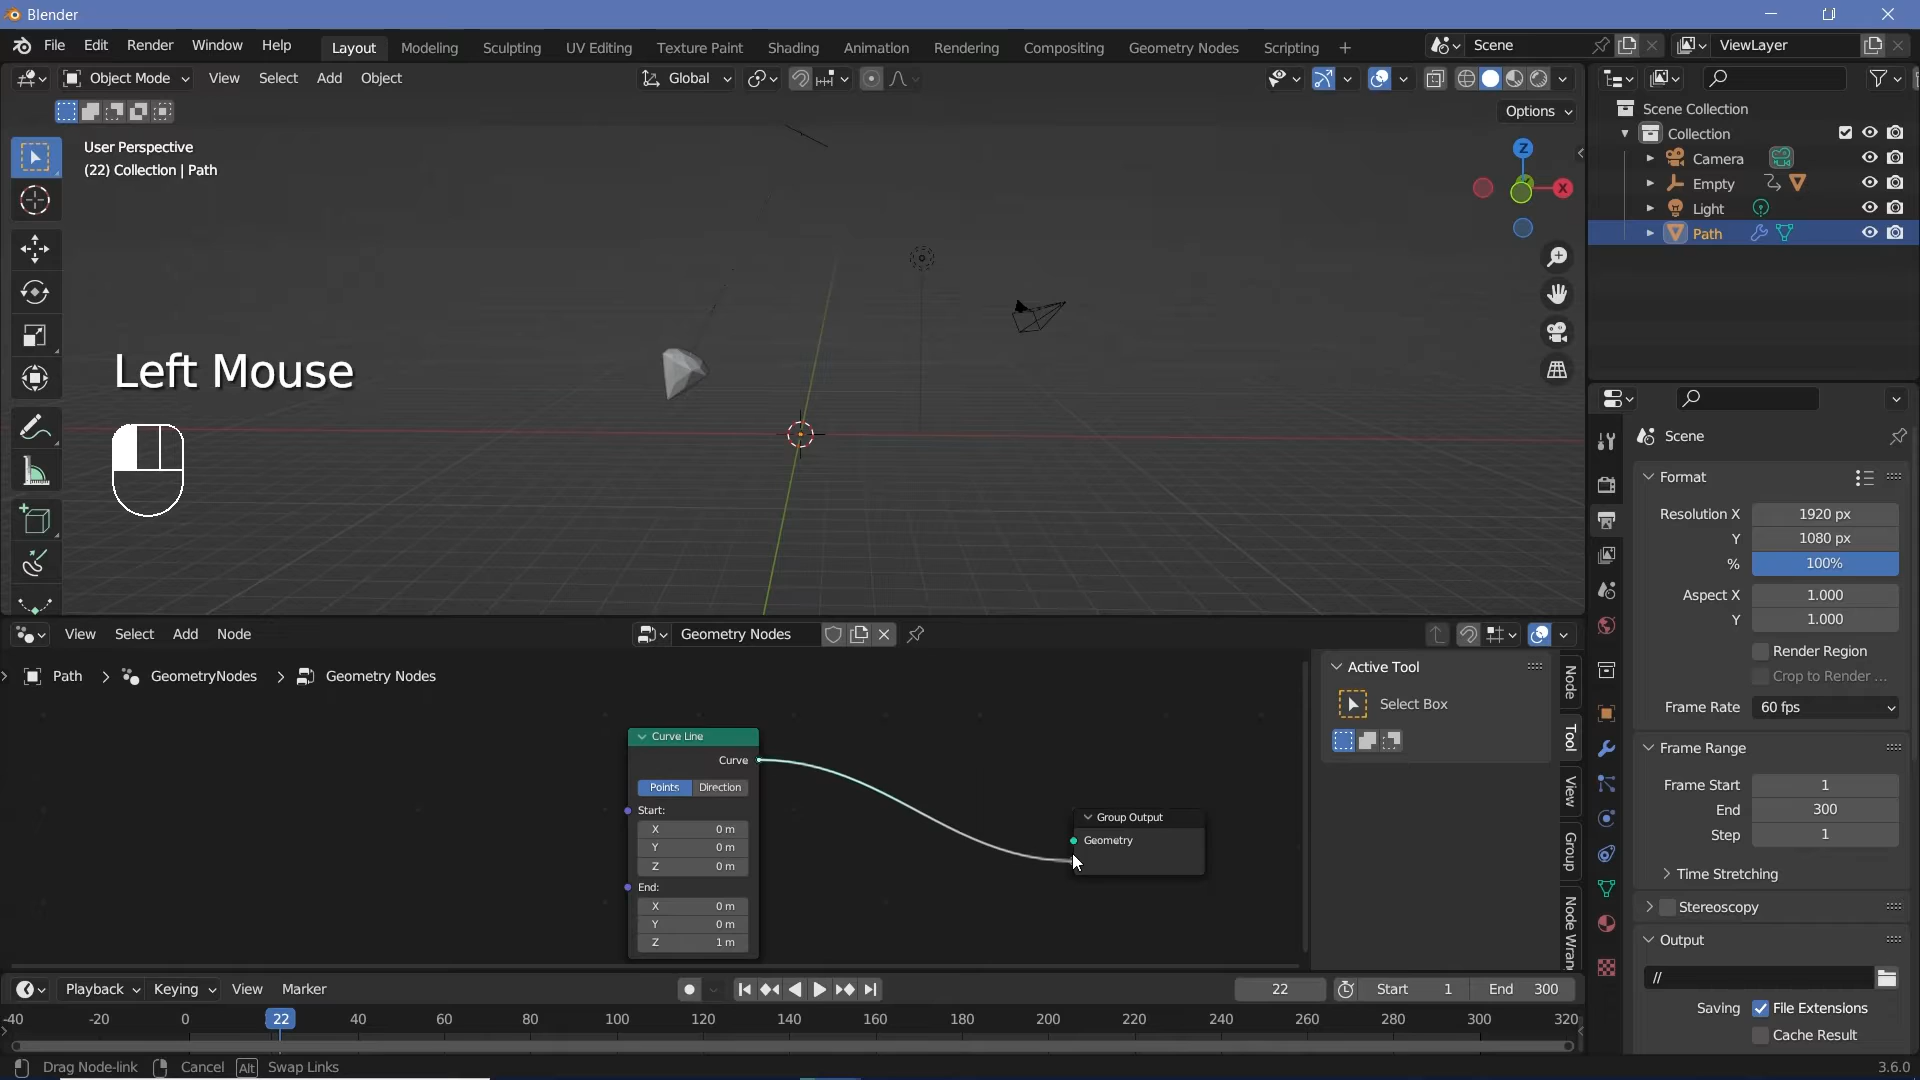 Blender
File Edit Render Window Help Layout Modeling Sculpting UV Editing Texture Paint Shading Animation Rendering Compositing Geometry Nodes Scripting + Scene ViewLayer
Object Mode View Select Add Object Global
Options
User Perspective
(22) Collection | Path
Z
X
Left Mouse
Scene Collection
Collection
Camera
Empty
Light
Path
Scene
Format
Resolution X 1920 px
Y 1080 px
% 100%
Aspect X 1.000
Y 1.000
Render Region
Crop to Render ...
Frame Rate 60 fps
Frame Range
Frame Start 1
End 300
Step 1
Time Stretching
Stereoscopy
Output
//
Saving File Extensions
Cache Result
View Select Add Node Geometry Nodes
Path > GeometryNodes > Geometry Nodes
Curve Line
Curve
Points Direction
Start:
X 0 m
Y 0 m
Z 0 m
End:
X 0 m
Y 0 m
Z 1 m
Group Output
Geometry
Active Tool
Select Box
Node
Tool
View
Group
Node Wran
Playback Keying View Marker 22 Start 1 End 300
-40 -20 0 22 40 60 80 100 120 140 160 180 200 220 240 260 280 300 320
Drag Node-link Cancel Alt Swap Links 3.6.0